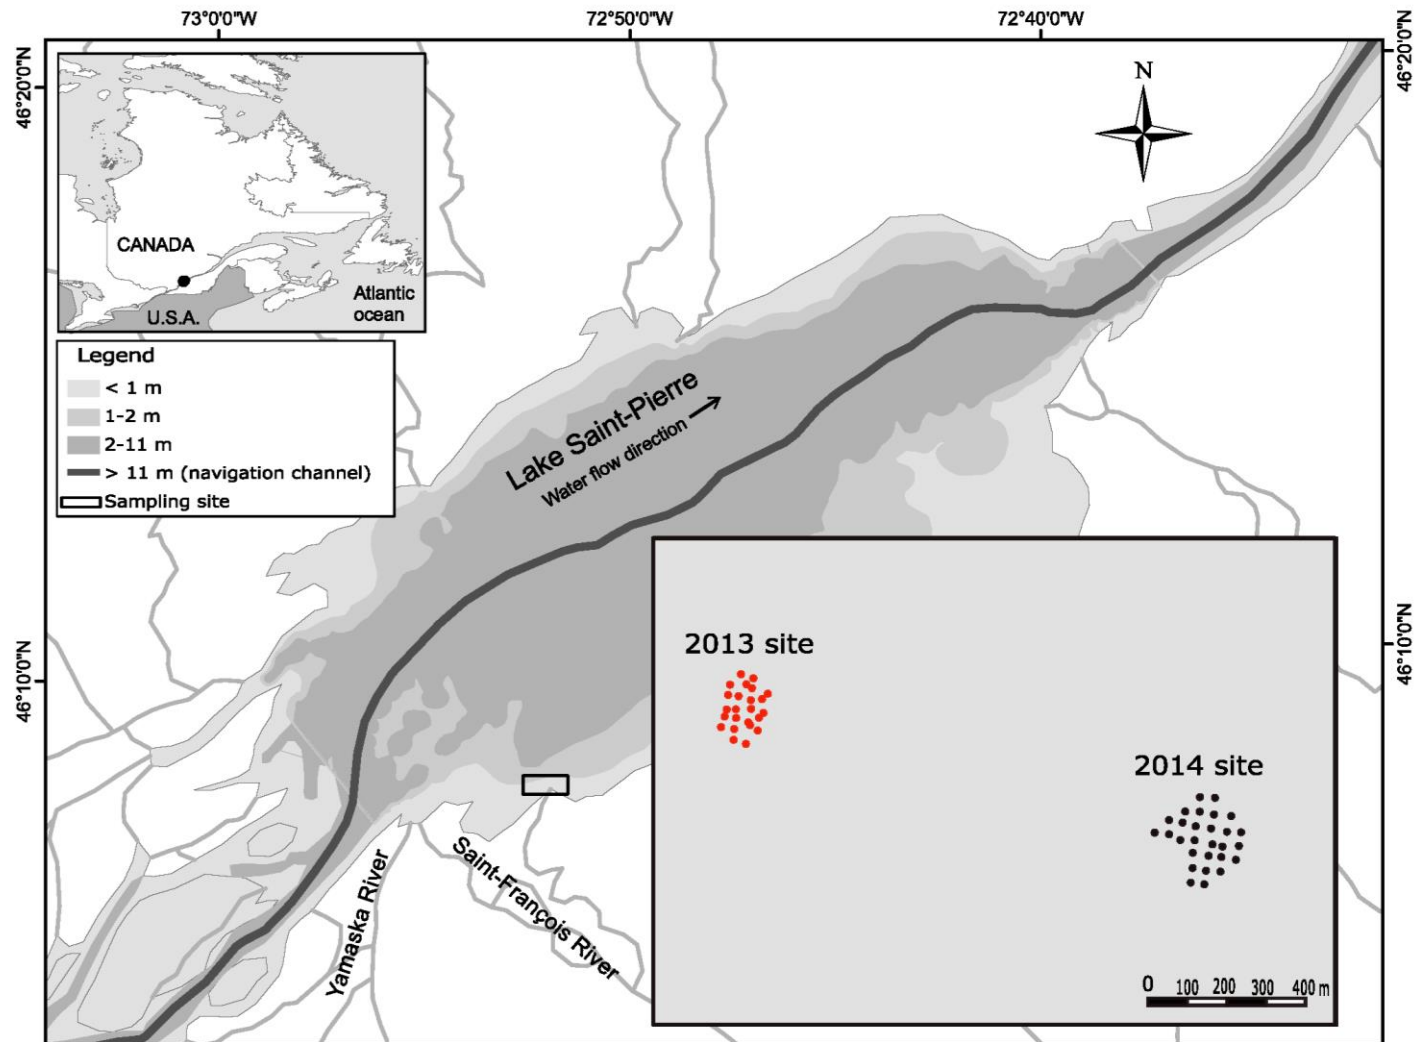 73°0'0"W
72°50'0"W
72°40'0"W
46°20'0"N
46°20'0"N
N
CANADA
U.S.A.
Atlantic
ocean
Legend
< 1 m
1-2 m
2-11 m
> 11 m (navigation channel)
Sampling site
Lake Saint-Pierre
Water flow direction
46°10'0"N
46°10'0"N
2013 site
2014 site
Yamaska River
Saint-François River
0 100 200 300 400 m